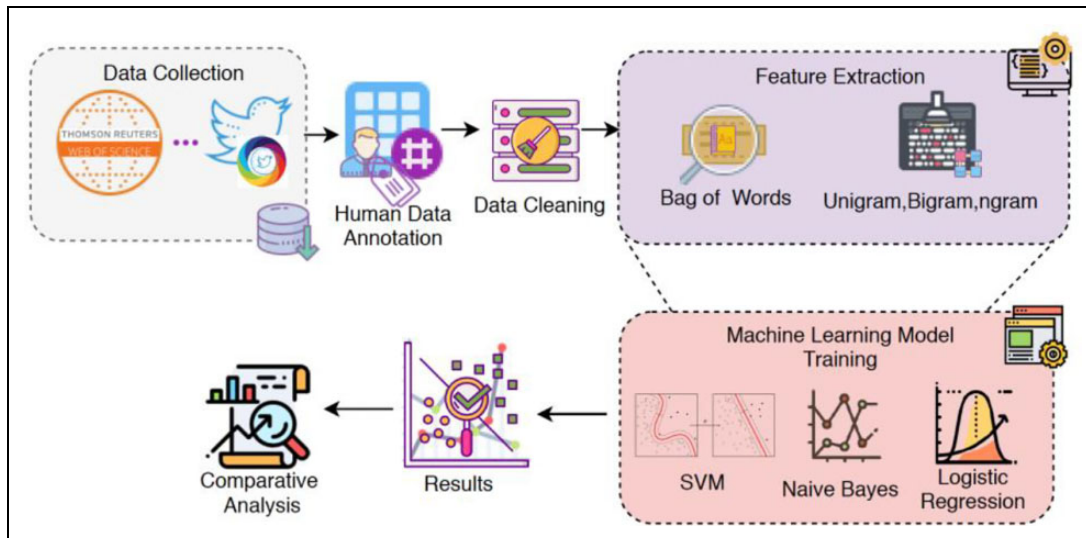 Data Collection
THOMSON REUTERS
WEB OF SCIENCE
Human Data
Annotation
Data Cleaning
Feature Extraction
Aa
Bag of Words
Unigram,Bigram,ngram
Machine Learning Model
Training
SVM
Naive Bayes
Logistic
Regression
Results
Comparative
Analysis